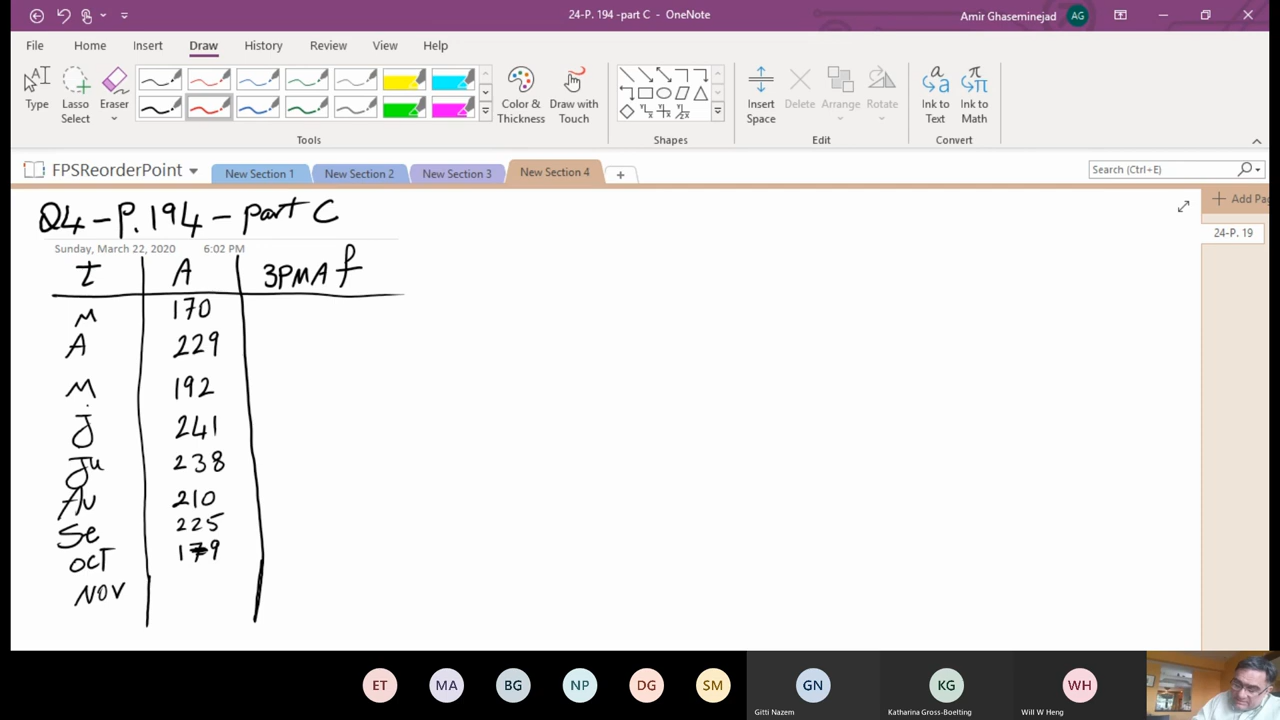 24-P. 194 -part C - OneNote
Amir Ghaseminejad AG
File Home Insert Draw History Review View Help
Type Lasso Select Eraser Color & Thickness Draw with Touch Insert Space Delete Arrange Rotate Ink to Text Ink to Math
Tools Shapes Edit Convert
FPSReorderPoint New Section 1 New Section 2 New Section 3 New Section 4 Search (Ctrl+E)
Add Pag
24-P. 19
Q4-P.194-part C
Sunday, March 22, 2020 6:02 PM
t A 3PMA f
M 170
A 229
M 192
J 241
Ju 238
Au 210
Se 225
OCT 179
NOV
ET MA BG NP DG SM GN KG WH
Gitti Nazem Katharina Gross-Boelting Will W Heng